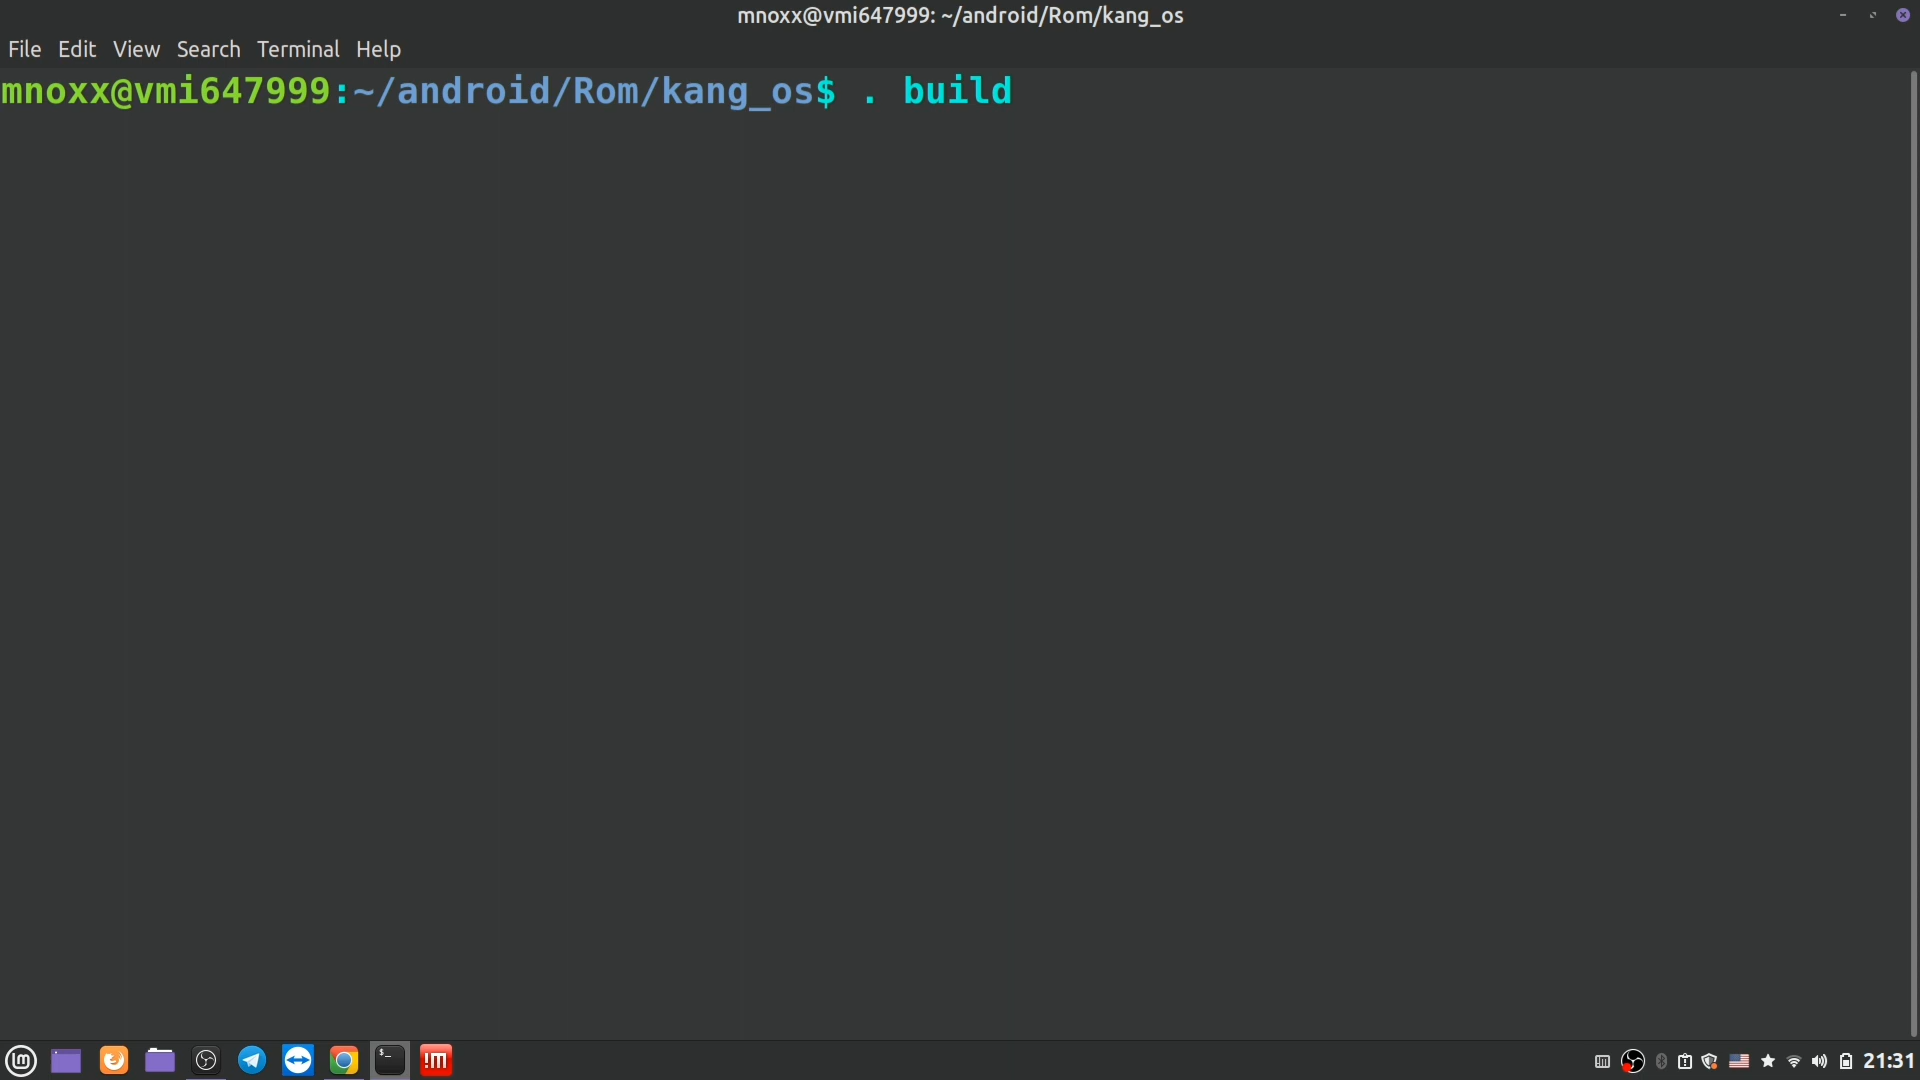 mnoxx@vmi647999: ~/android/Rom/kang_os
File Edit View Search Terminal Help
mnoxx@vmi647999:~/android/Rom/kang_os$ . build
21:31